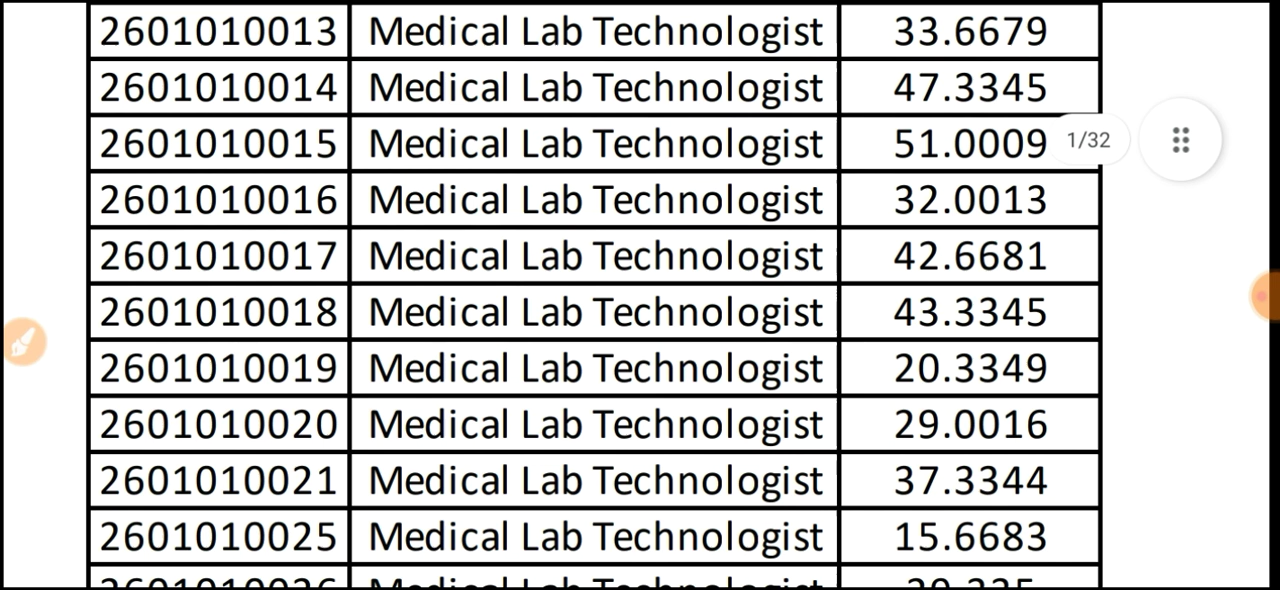 2601010013 Medical Lab Technologist 33.6679
2601010014 Medical Lab Technologist 47.3345
2601010015 Medical Lab Technologist 51.0009
1/32
2601010016 Medical Lab Technologist 32.0013
2601010017 Medical Lab Technologist 42.6681
2601010018 Medical Lab Technologist 43.3345
2601010019 Medical Lab Technologist 20.3349
2601010020 Medical Lab Technologist 29.0016
2601010021 Medical Lab Technologist 37.3344
2601010025 Medical Lab Technologist 15.6683
Medical Lab Technologist